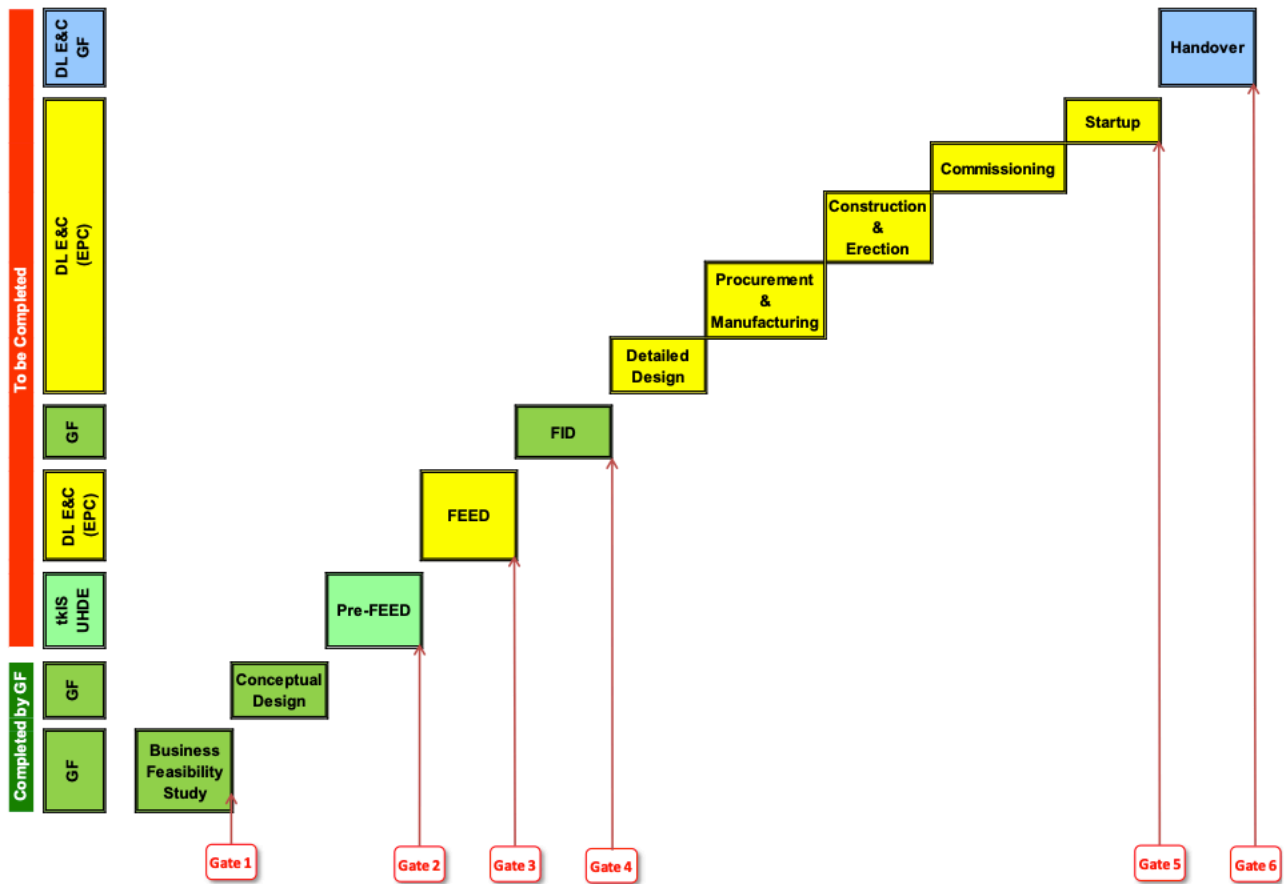 To be Completed
Completed by GF
DL E&C
GF
DL E&C
(EPC)
GF
DL E&C
(EPC)
tkIS
UHDE
GF
GF
Handover
Startup
Commissioning
Construction
&
Erection
Procurement
&
Manufacturing
Detailed
Design
FID
FEED
Pre-FEED
Conceptual
Design
Business
Feasibility
Study
Gate 1
Gate 2
Gate 3
Gate 4
Gate 5
Gate 6